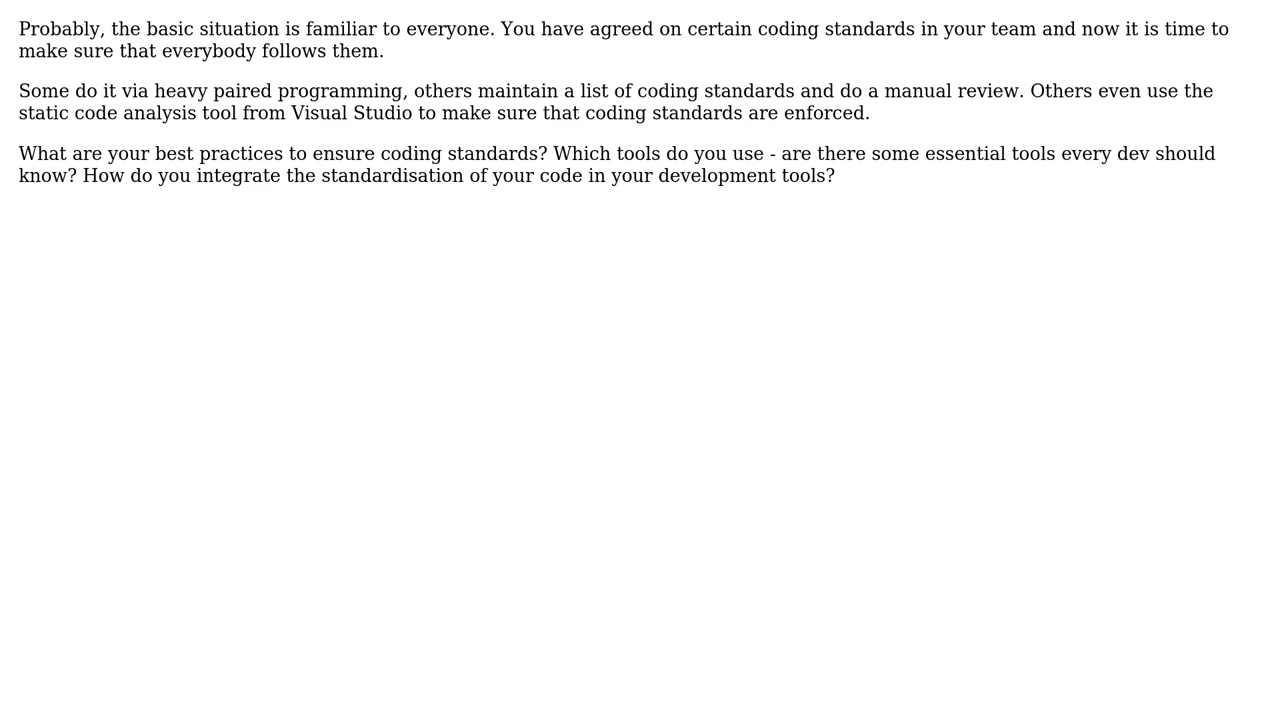 Probably, the basic situation is familiar to everyone. You have agreed on certain coding standards in your team and now it is time to
make sure that everybody follows them.
Some do it via heavy paired programming, others maintain a list of coding standards and do a manual review. Others even use the
static code analysis tool from Visual Studio to make sure that coding standards are enforced.
What are your best practices to ensure coding standards? Which tools do you use - are there some essential tools every dev should
know? How do you integrate the standardisation of your code in your development tools?